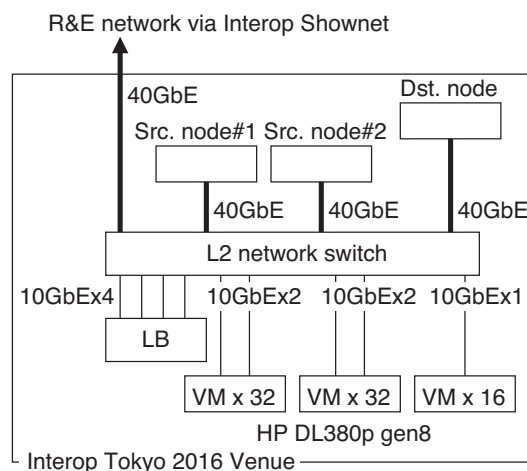 R&E network via Interop Shownet
40GbE
Dst. node
Src. node#1 Src. node#2
40GbE 40GbE 40GbE
L2 network switch
10GbEx4 10GbEx2 10GbEx2 10GbEx1
LB
VM x 32 VM x 32 VM x 16
HP DL380p gen8
Interop Tokyo 2016 Venue